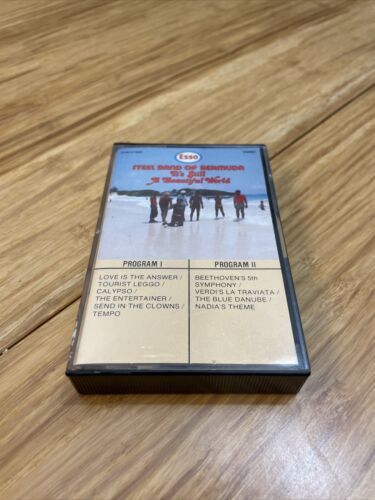 Esso
STEEL BAND OF BERMUDA
It's Still
A Beautiful World
PROGRAM I
LOVE IS THE ANSWER /
TOURIST LEGGO /
CALYPSO /
THE ENTERTAINER /
SEND IN THE CLOWNS /
TEMPO
PROGRAM II
BEETHOVEN'S 5th
SYMPHONY /
VERDI'S LA TRAVIATA /
THE BLUE DANUBE /
NADIA'S THEME